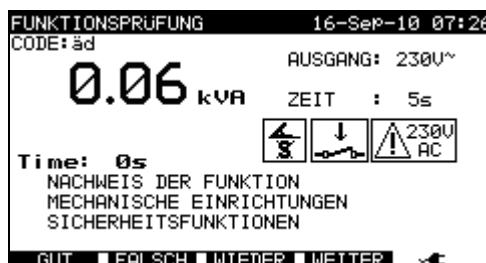 FUNKTIONSPRüFUNG 16-Sep-10 07:26
CODE:äd
AUSGANG: 230V~
0.06 kVA
ZEIT : 5s
230V
AC
Time: 0s
NACHWEIS DER FUNKTION
MECHANISCHE EINRICHTUNGEN
SICHERHEITSFUNKTIONEN
GUT FALSCH WIEDER WEITER